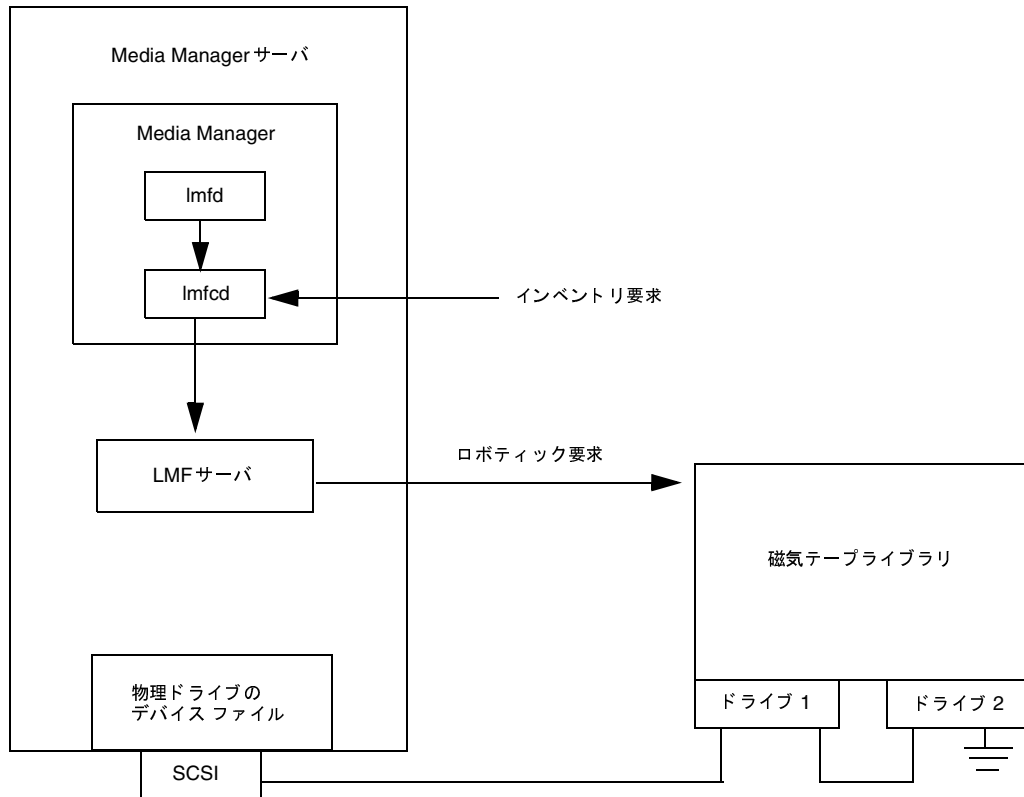 Media Managerサーバ
Media Manager
lmfd
lmfcd
インベントリ要求
LMFサーバ
ロボティック要求
磁気テープライブラリ
物理ドライブの
デバイス ファイル
ドライブ 1
ドライブ 2
SCSI